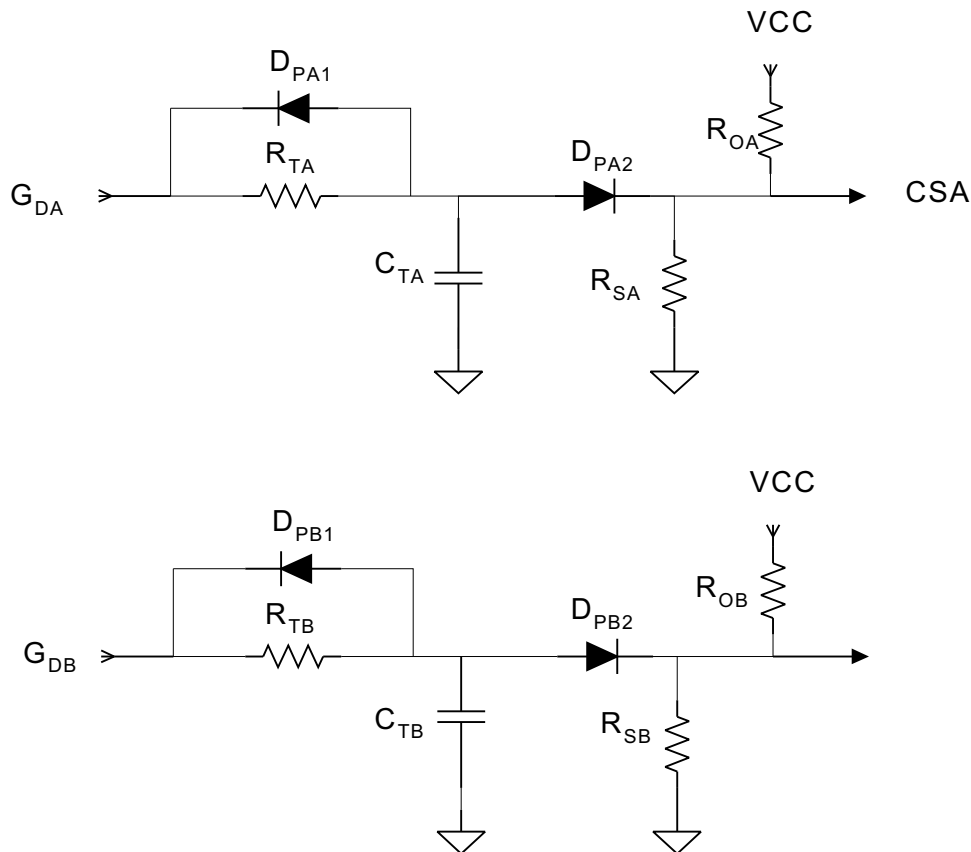 VCC
D_PA1
R_TA
R_OA
D_PA2
G_DA
CSA
C_TA
R_SA
VCC
D_PB1
R_TB
R_OB
D_PB2
G_DB
C_TB
R_SB